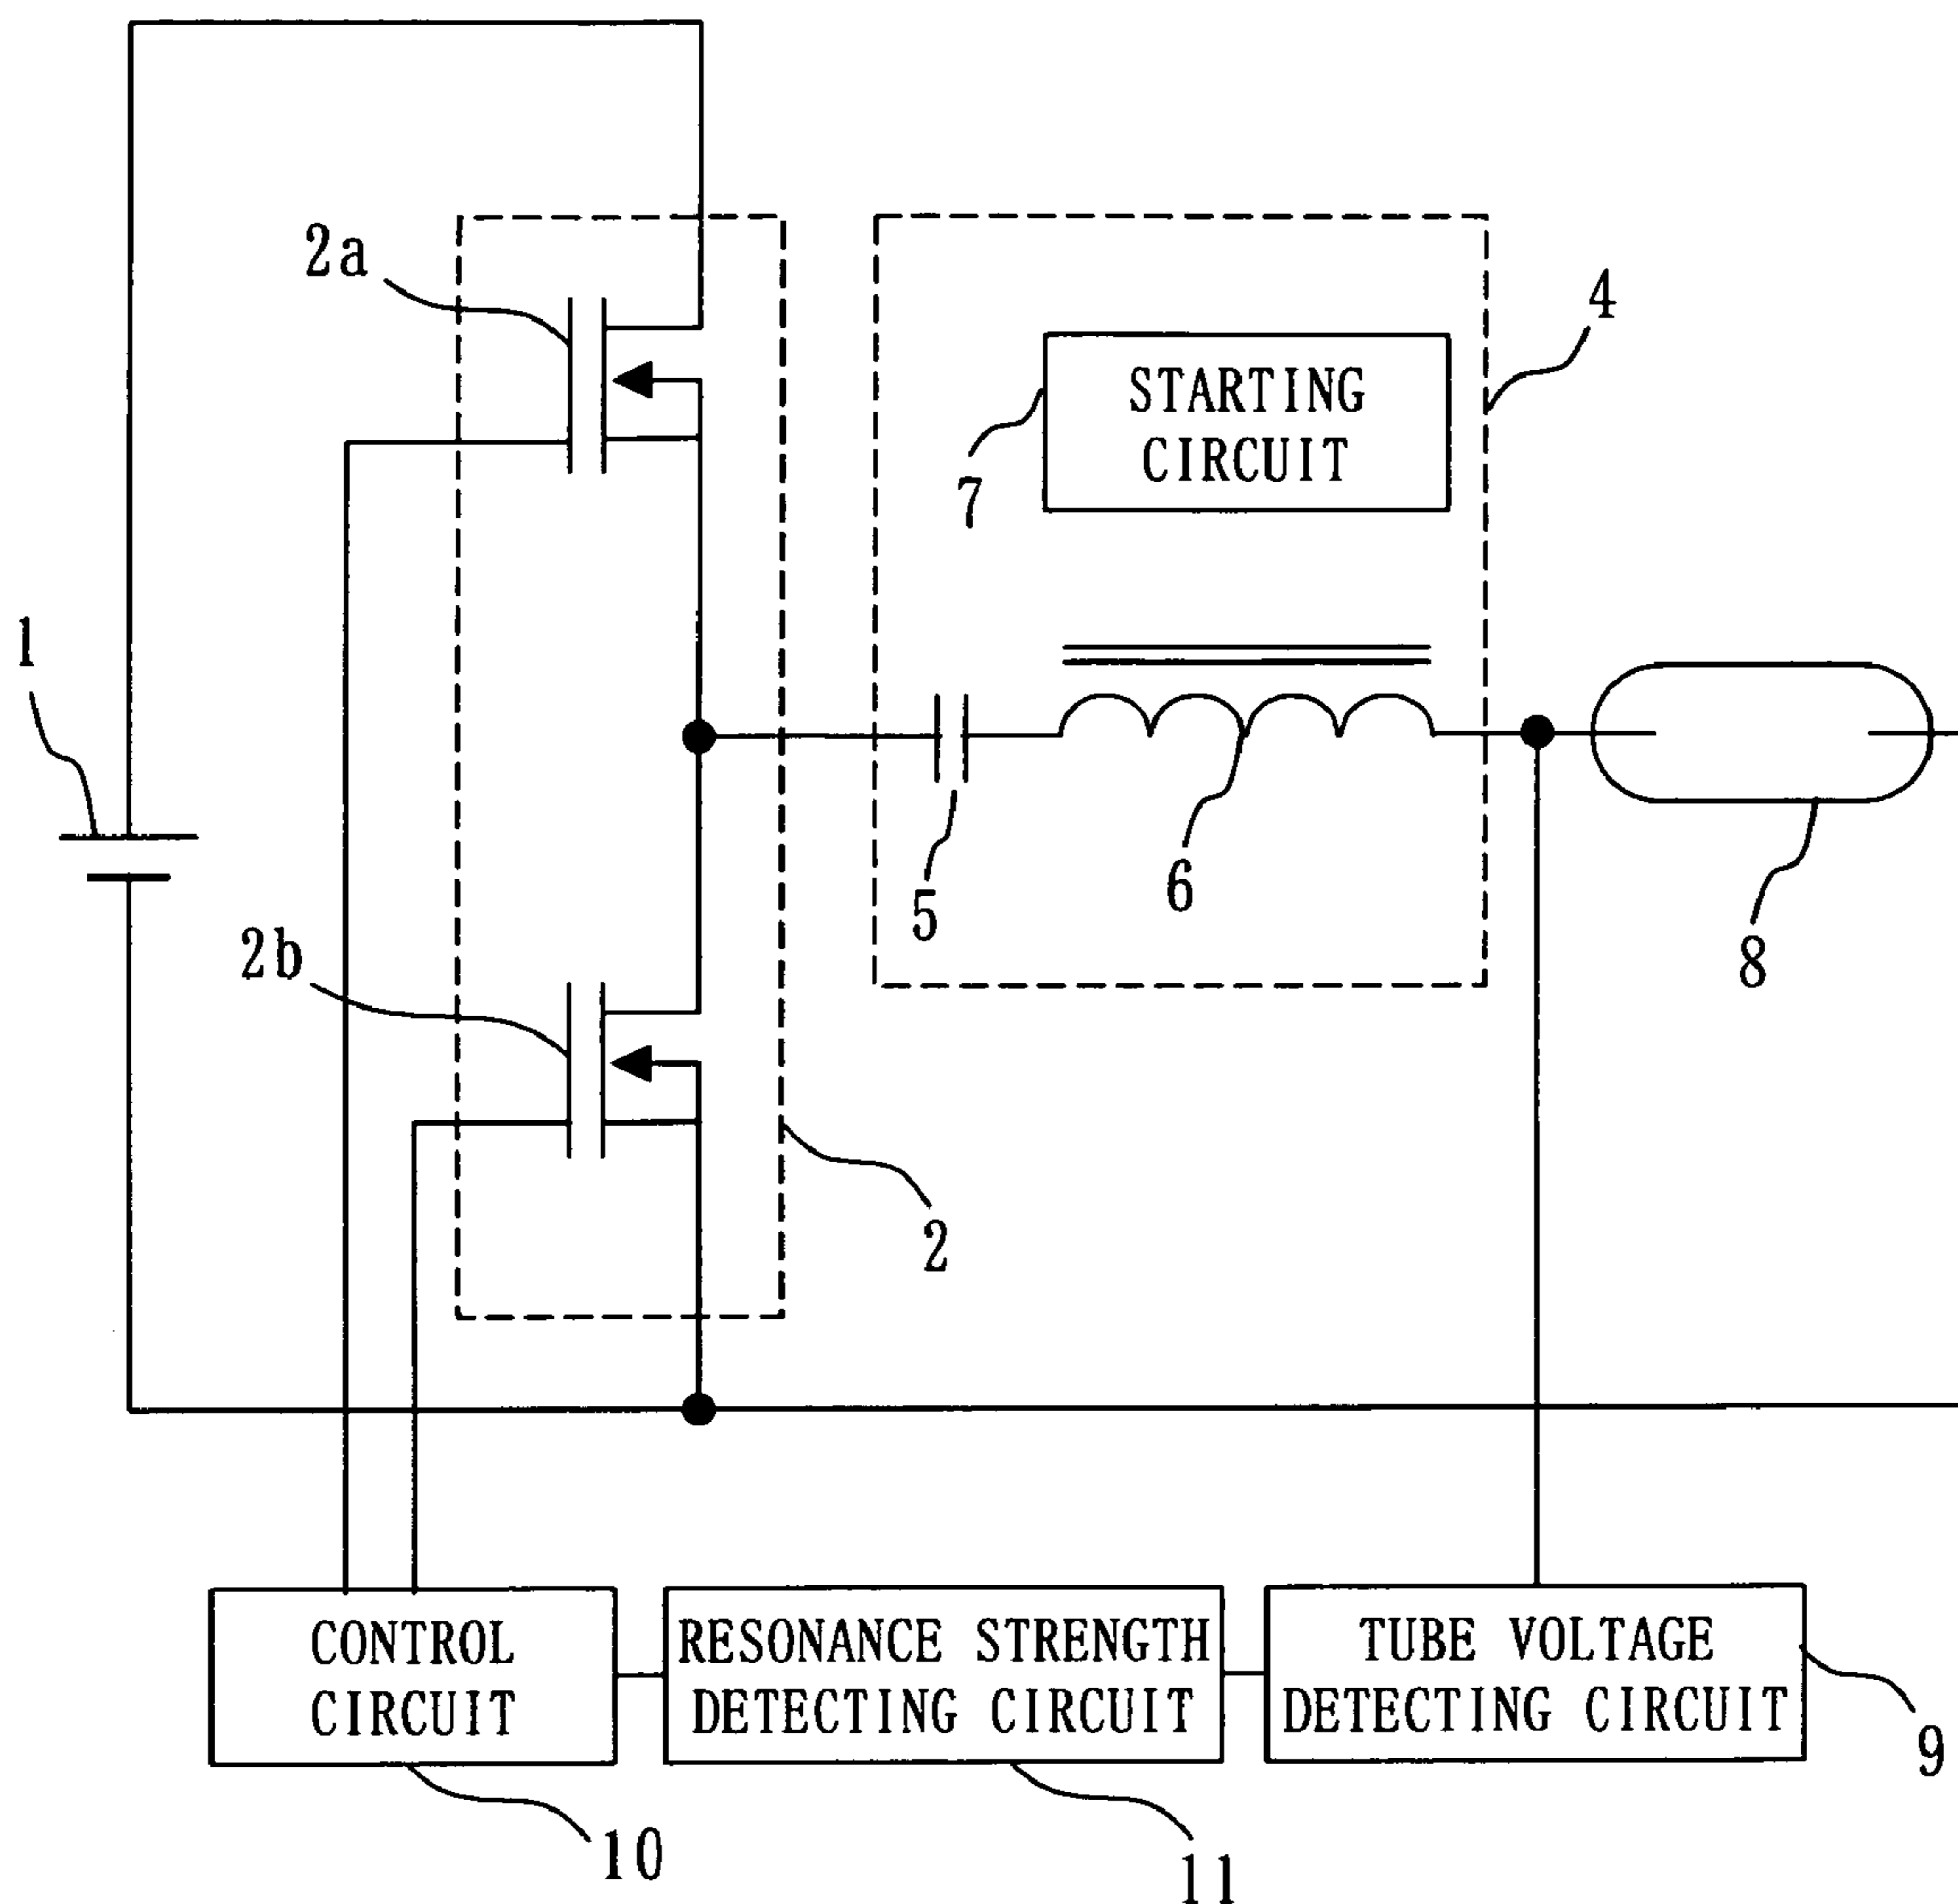 2a
4
STARTING
CIRCUIT
7
1
5
6
8
2b
2
CONTROL
CIRCUIT
RESONANCE STRENGTH
DETECTING CIRCUIT
TUBE VOLTAGE
DETECTING CIRCUIT
9
10
11